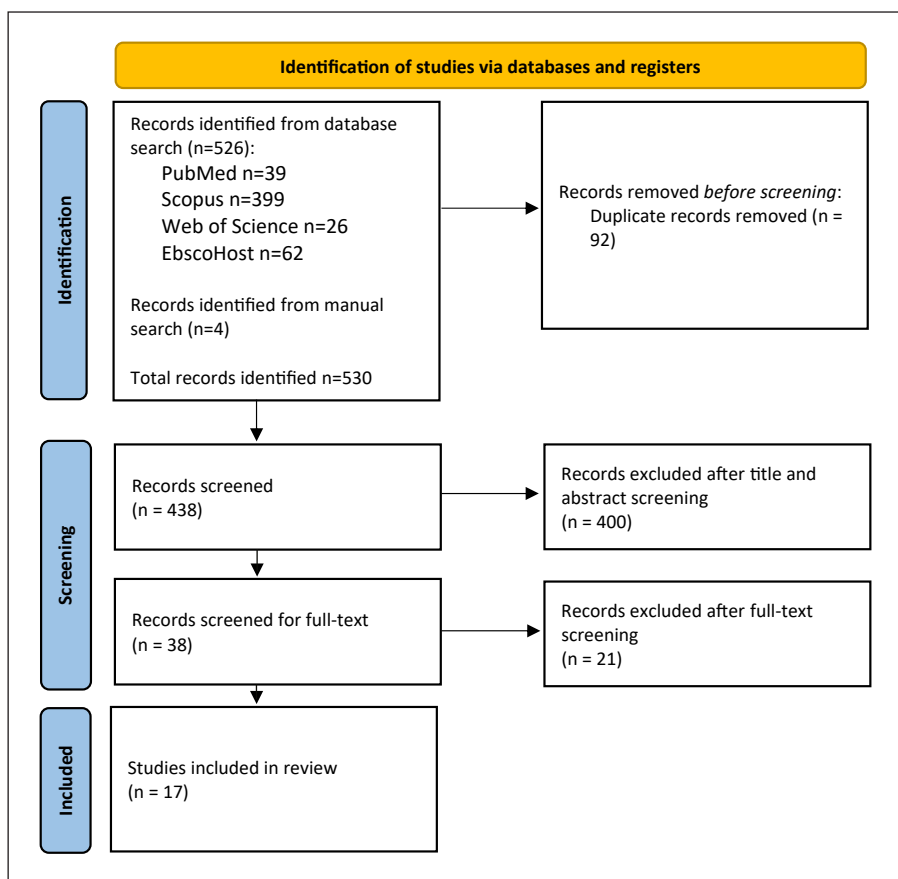 Identification of studies via databases and registers
Identification
Records identified from database
search (n=526):
PubMed n=39
Scopus n=399
Web of Science n=26
EbscoHost n=62
Records identified from manual
search (n=4)
Total records identified n=530
Records removed before screening:
Duplicate records removed (n =
92)
Screening
Records screened
(n = 438)
Records excluded after title and
abstract screening
(n = 400)
Records screened for full-text
(n = 38)
Records excluded after full-text
screening
(n = 21)
Included
Studies included in review
(n = 17)